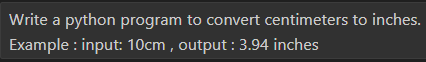 Write a python program to convert centimeters to inches.
Example : input: 10cm , output : 3.94 inches